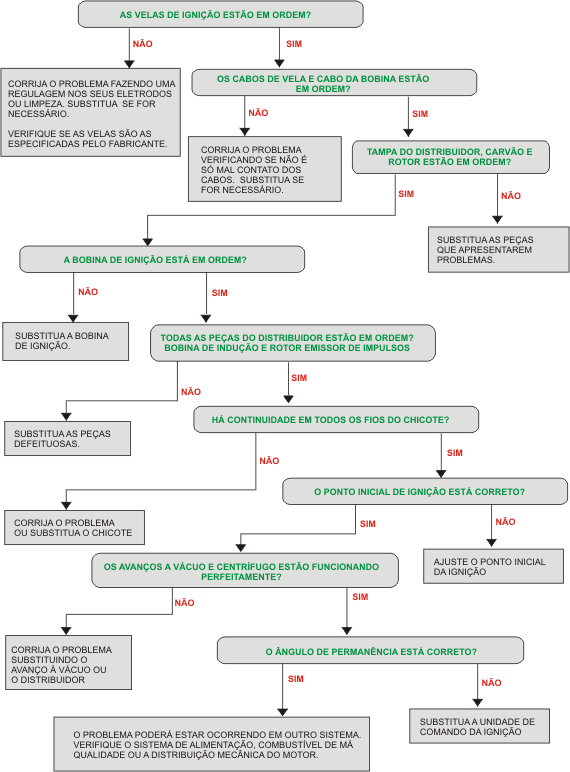 AS VELAS DE IGNIÇÃO ESTÃO EM ORDEM?
NÃO
SIM
CORRIJA O PROBLEMA FAZENDO UMA
REGULAGEM NOS SEUS ELETRODOS
OU LIMPEZA. SUBSTITUA SE FOR
NECESSÁRIO.
VERIFIQUE SE AS VELAS SÃO AS
ESPECIFICADAS PELO FABRICANTE.
OS CABOS DE VELA E CABO DA BOBINA ESTÃO
EM ORDEM?
NÃO
SIM
CORRIJA O PROBLEMA
VERIFICANDO SE NÃO É
SÓ MAL CONTATO DOS
CABOS. SUBSTITUA SE
FOR NECESSÁRIO.
TAMPA DO DISTRIBUIDOR, CARVÃO E
ROTOR ESTÃO EM ORDEM?
SIM
NÃO
SUBSTITUA AS PEÇAS
QUE APRESENTAREM
PROBLEMAS.
A BOBINA DE IGNIÇÃO ESTÁ EM ORDEM?
NÃO
SIM
SUBSTITUA A BOBINA
DE IGNIÇÃO.
TODAS AS PEÇAS DO DISTRIBUIDOR ESTÃO EM ORDEM?
BOBINA DE INDUÇÃO E ROTOR EMISSOR DE IMPULSOS
NÃO
SIM
SUBSTITUA AS PEÇAS
DEFEITUOSAS.
HÁ CONTINUIDADE EM TODOS OS FIOS DO CHICOTE?
NÃO
SIM
CORRIJA O PROBLEMA
OU SUBSTITUA O CHICOTE
O PONTO INICIAL DE IGNIÇÃO ESTÁ CORRETO?
SIM
NÃO
AJUSTE O PONTO INICIAL
DA IGNIÇÃO
OS AVANÇOS A VÁCUO E CENTRÍFUGO ESTÃO FUNCIONANDO
PERFEITAMENTE?
NÃO
SIM
CORRIJA O PROBLEMA
SUBSTITUINDO O
AVANÇO À VÁCUO OU
O DISTRIBUIDOR
O ÂNGULO DE PERMANÊNCIA ESTÁ CORRETO?
SIM
NÃO
O PROBLEMA PODERÁ ESTAR OCORRENDO EM OUTRO SISTEMA.
VERIFIQUE O SISTEMA DE ALIMENTAÇÃO, COMBUSTÍVEL DE MÁ
QUALIDADE OU A DISTRIBUIÇÃO MECÂNICA DO MOTOR.
SUBSTITUA A UNIDADE DE
COMANDO DA IGNIÇÃO